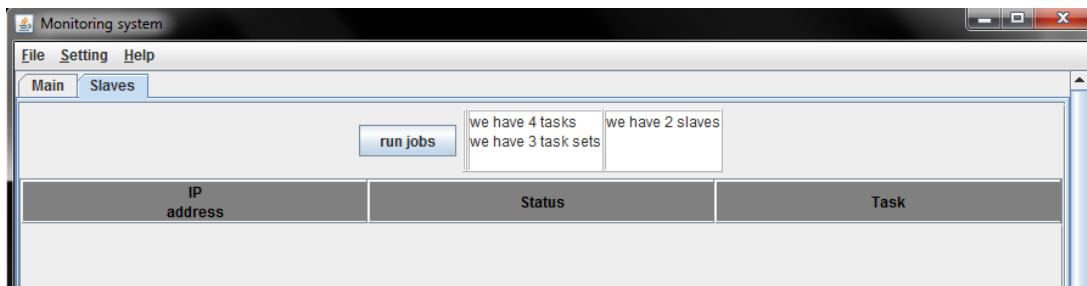 Monitoring system
File Setting Help
Main Slaves
run jobs
we have 4 tasks
we have 3 task sets
we have 2 slaves
IP
address
Status
Task